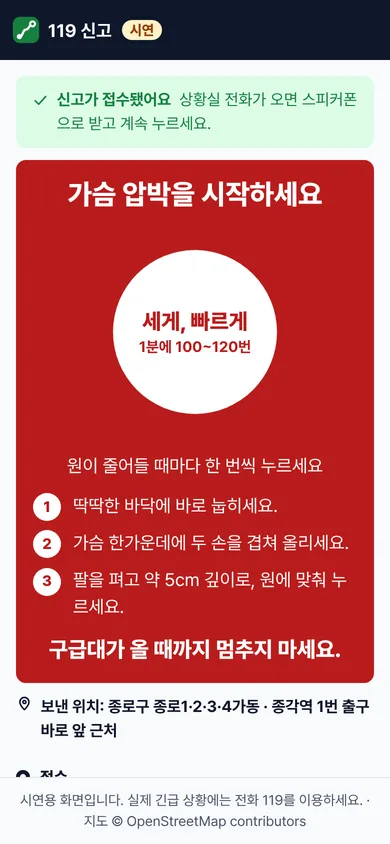 119 신고 시연
신고가 접수됐어요 상황실 전화가 오면 스피커폰
으로 받고 계속 누르세요.
가슴 압박을 시작하세요
세게, 빠르게
1분에 100~120번
원이 줄어들 때마다 한 번씩 누르세요
1 딱딱한 바닥에 바로 눕히세요.
2 가슴 한가운데에 두 손을 겹쳐 올리세요.
3 팔을 펴고 약 5cm 깊이로, 원에 맞춰 누
르세요.
구급대가 올 때까지 멈추지 마세요.
보낸 위치: 종로구 종로1·2·3·4가동 · 종각역 1번 출구
바로 앞 근처
시연용 화면입니다. 실제 긴급 상황에는 전화 119를 이용하세요. ·
지도 © OpenStreetMap contributors